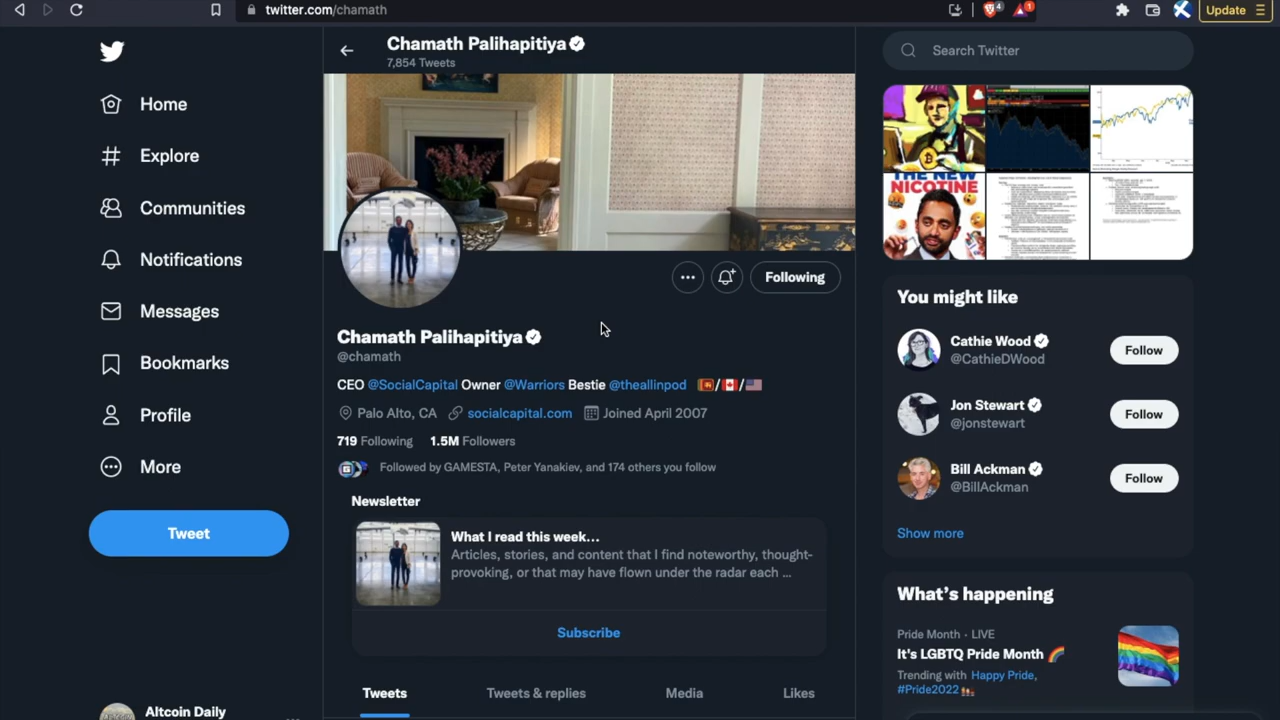 twitter.com/chamath
4
1
Update
Chamath Palihapitiya
7,854 Tweets
Search Twitter
Home
Explore
Communities
Notifications
Messages
Bookmarks
Profile
More
Tweet
Altcoin Daily
THE NEW
NICOTINE
Following
Chamath Palihapitiya
@chamath
CEO @SocialCapital Owner @Warriors Bestie @theallinpod 🇱🇰/🇨🇦/🇺🇸
Palo Alto, CA socialcapital.com Joined April 2007
719 Following 1.5M Followers
Followed by GAMESTA, Peter Yanakiev, and 174 others you follow
Newsletter
What I read this week...
Articles, stories, and content that I find noteworthy, thought-
provoking, or that may have flown under the radar each ...
Subscribe
Tweets Tweets & replies Media Likes
You might like
Cathie Wood
@CathieDWood
Follow
Jon Stewart
@jonstewart
Follow
Bill Ackman
@BillAckman
Follow
Show more
What's happening
Pride Month · LIVE
It's LGBTQ Pride Month 🌈
Trending with Happy Pride,
#Pride2022